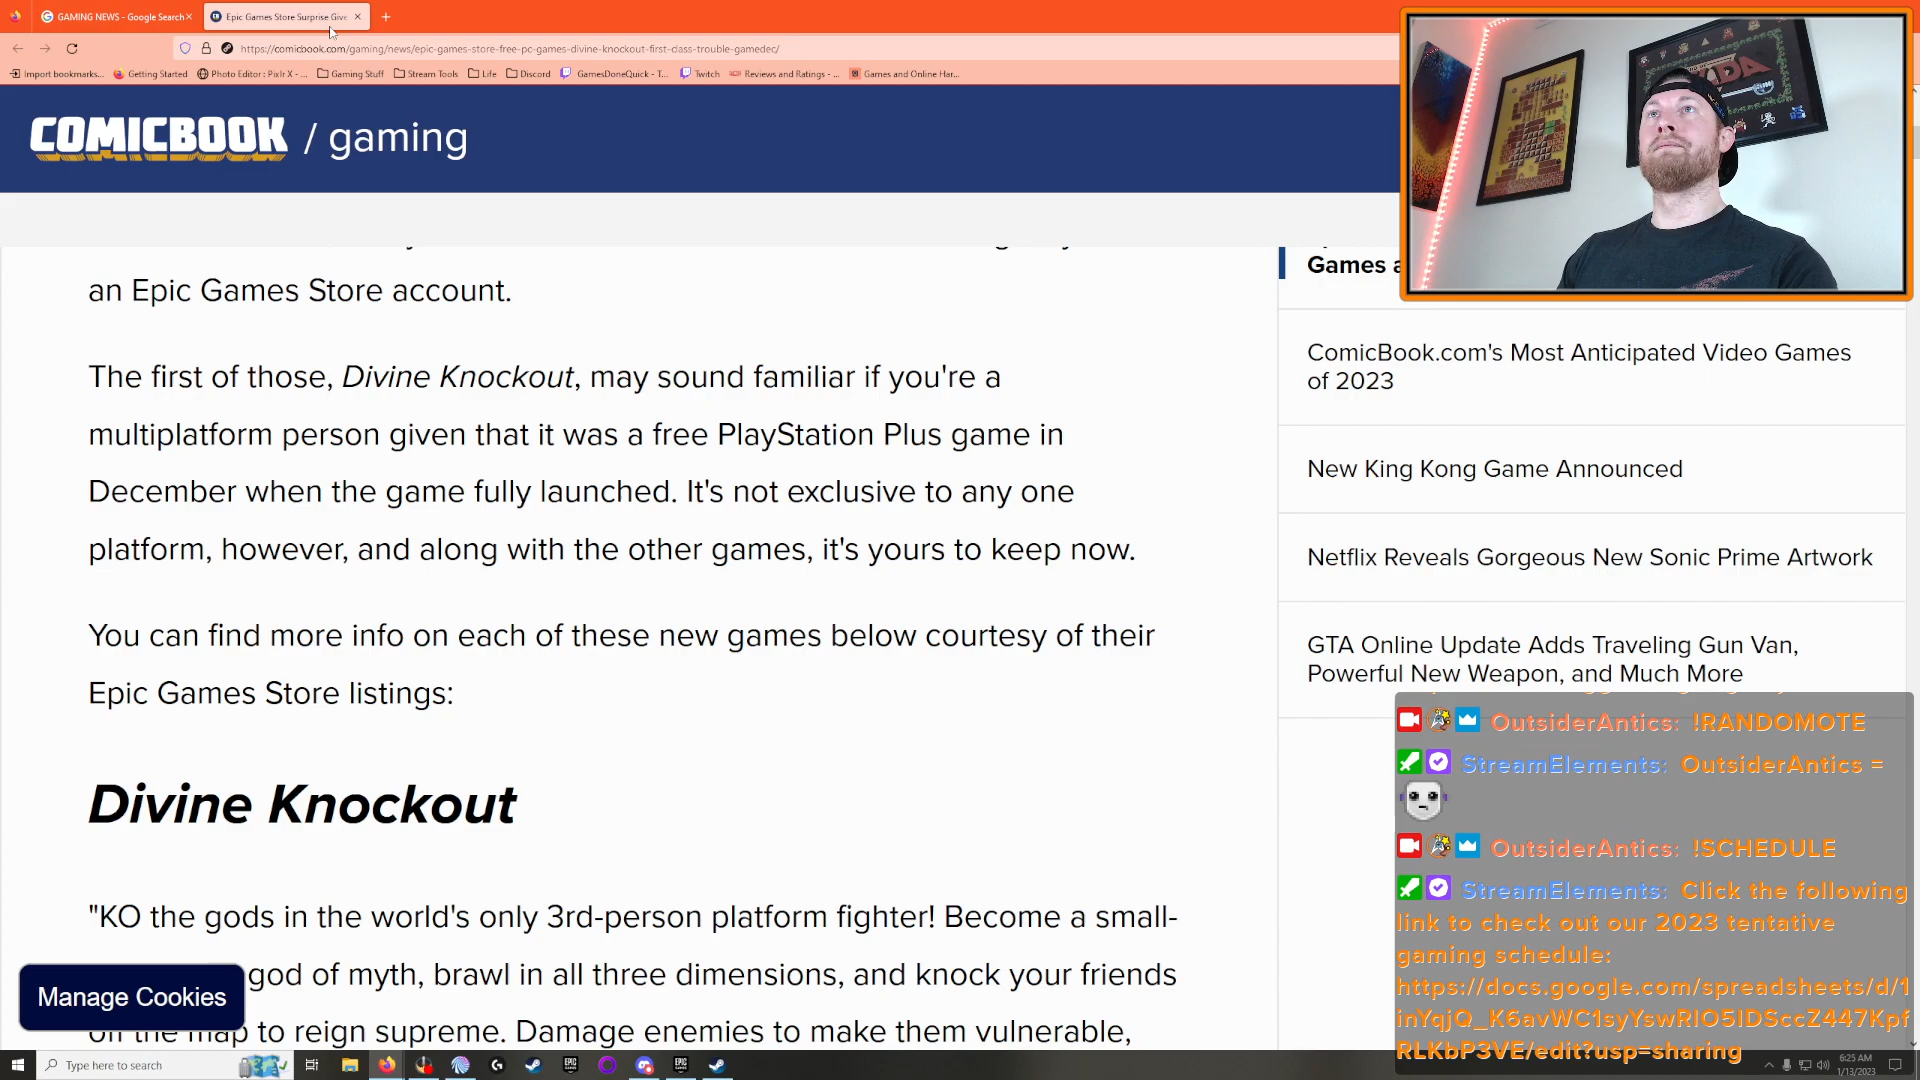 GAMING NEWS - Google Search
Epic Games Store Surprise Give
https://comicbook.com/gaming/news/epic-games-store-free-pc-games-divine-knockout-first-class-trouble-gamedec/
Import bookmarks...
Getting Started
Photo Editor : Pixlr X - ...
Gaming Stuff
Stream Tools
Life
Discord
GamesDoneQuick - T...
Twitch
Reviews and Ratings - ...
Games and Online Har...
COMICBOOK / gaming
an Epic Games Store account.
The first of those, Divine Knockout, may sound familiar if you're a
multiplatform person given that it was a free PlayStation Plus game in
December when the game fully launched. It's not exclusive to any one
platform, however, and along with the other games, it's yours to keep now.
You can find more info on each of these new games below courtesy of their
Epic Games Store listings:
Divine Knockout
"KO the gods in the world's only 3rd-person platform fighter! Become a small-
god of myth, brawl in all three dimensions, and knock your friends
off the map to reign supreme. Damage enemies to make them vulnerable,
Manage Cookies
Games a
ComicBook.com's Most Anticipated Video Games
of 2023
New King Kong Game Announced
Netflix Reveals Gorgeous New Sonic Prime Artwork
GTA Online Update Adds Traveling Gun Van,
Powerful New Weapon, and Much More
OutsiderAntics: !RANDOMOTE
StreamElements: OutsiderAntics =
OutsiderAntics: !SCHEDULE
StreamElements: Click the following
link to check out our 2023 tentative
gaming schedule:
https://docs.google.com/spreadsheets/d/1
inYqjQ_K6avWC1syYswRIO5IDSccZ447Kpf
RLKbP3VE/edit?usp=sharing
Type here to search
6:25 AM
1/13/2023